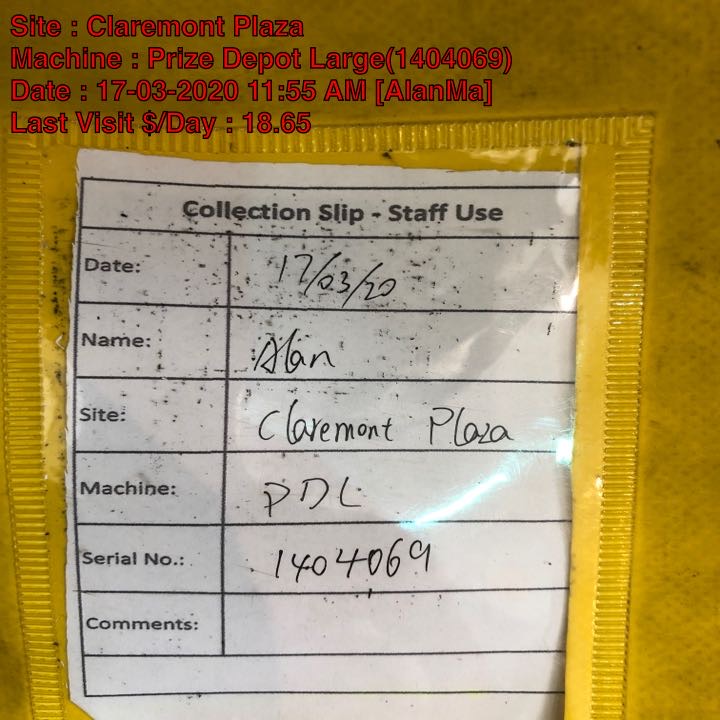 Site : Claremont Plaza
Machine : Prize Depot Large(1404069)
Date : 17-03-2020 11:55 AM [AlanMa]
Last Visit $/Day : 18.65
Collection Slip - Staff Use
Date: 17/03/20
Name: Alan
Site: Claremont Plaza
Machine: PDL
Serial No.: 1404069
Comments: